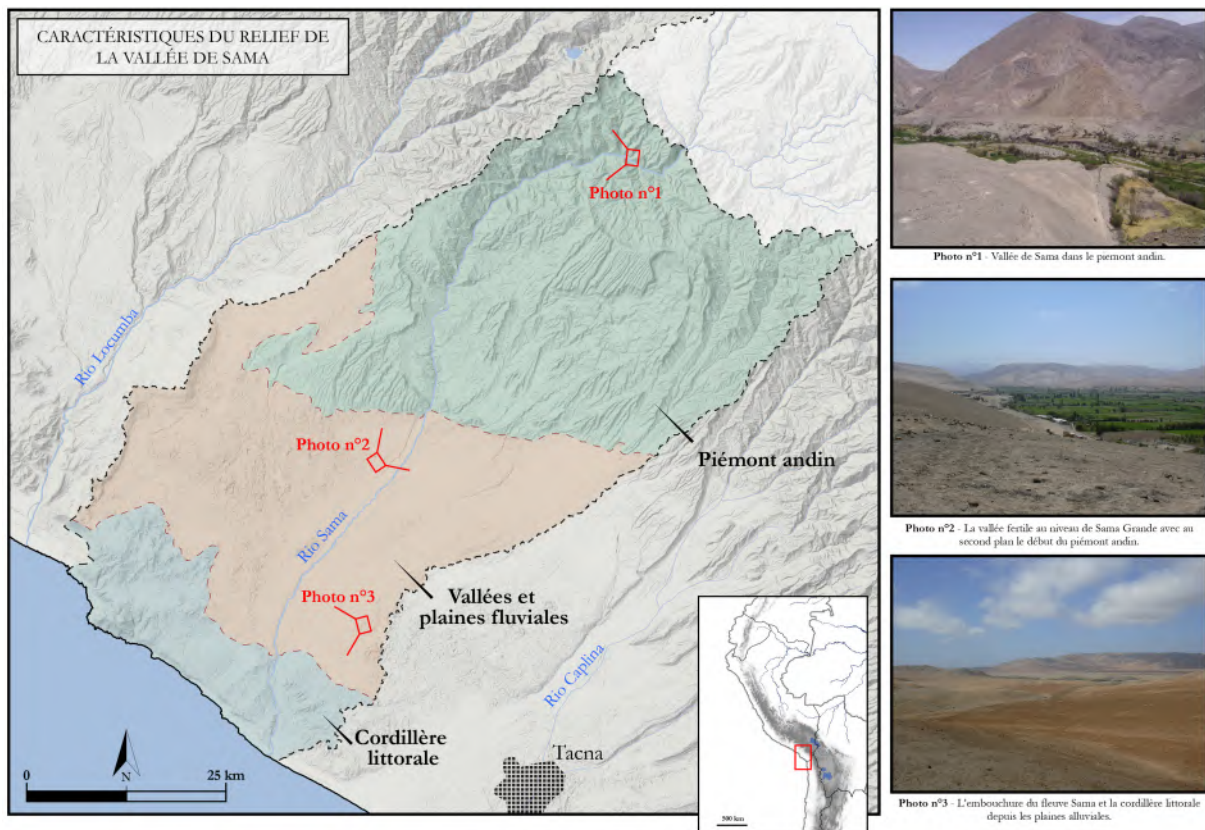 CARACTÉRISTIQUES DU RELIEF DE
LA VALLÉE DE SAMA
Photo n°1
Rio Locumba
Photo n°2
Piémont andin
Rio Sama
Photo n°3
Vallées et
plaines fluviales
Rio Caplina
Cordillère
littorale
Tacna
0
N
25 km
500 km
Photo n°1 - Vallée de Sama dans le piemont andin.
Photo n°2 - La vallée fertile au niveau de Sama Grande avec au
second plan le début du piémont andin.
Photo n°3 - L'embouchure du fleuve Sama et la cordillère littorale
depuis les plaines alluviales.